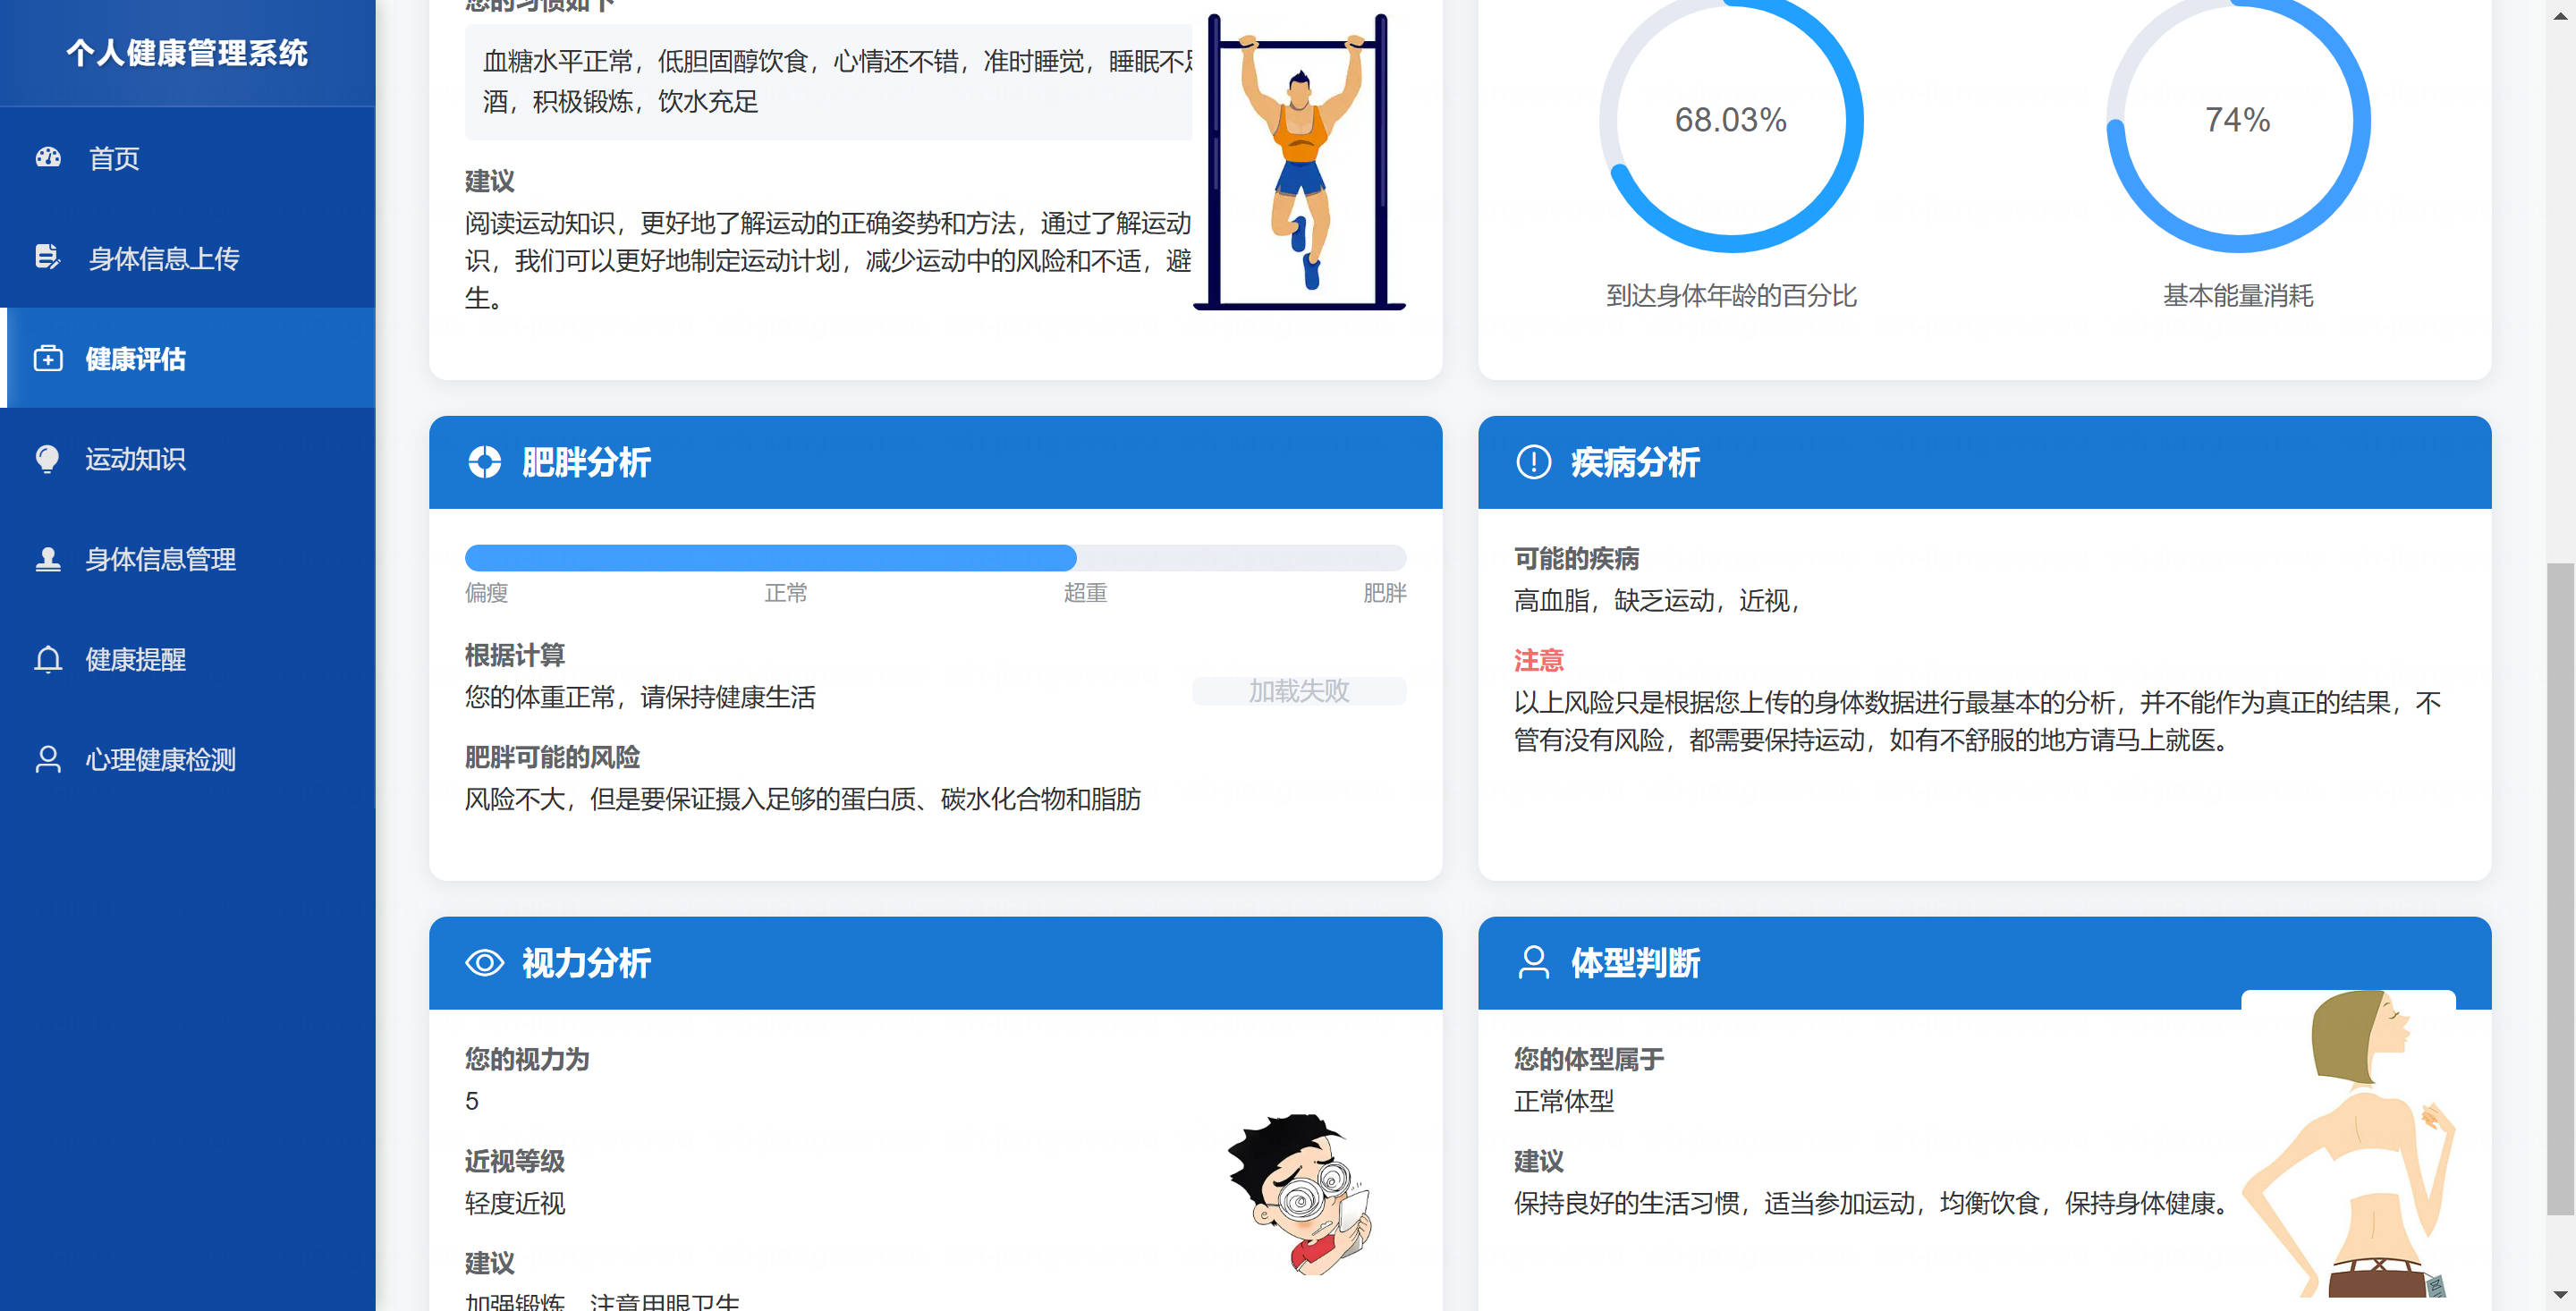 个人健康管理系统
首页
身体信息上传
健康评估
运动知识
身体信息管理
健康提醒
心理健康检测
您的习惯如下
血糖水平正常，低胆固醇饮食，心情还不错，准时睡觉，睡眠不足
酒，积极锻炼，饮水充足
建议
阅读运动知识，更好地了解运动的正确姿势和方法，通过了解运动
识，我们可以更好地制定运动计划，减少运动中的风险和不适，避
生。
68.03%
到达身体年龄的百分比
74%
基本能量消耗
肥胖分析
偏瘦
正常
超重
肥胖
根据计算
您的体重正常，请保持健康生活
加载失败
肥胖可能的风险
风险不大，但是要保证摄入足够的蛋白质、碳水化合物和脂肪
疾病分析
可能的疾病
高血脂，缺乏运动，近视，
注意
以上风险只是根据您上传的身体数据进行最基本的分析，并不能作为真正的结果，不
管有没有风险，都需要保持运动，如有不舒服的地方请马上就医。
视力分析
您的视力为
5
近视等级
轻度近视
建议
加强锻炼，注意用眼卫生
体型判断
您的体型属于
正常体型
建议
保持良好的生活习惯，适当参加运动，均衡饮食，保持身体健康。